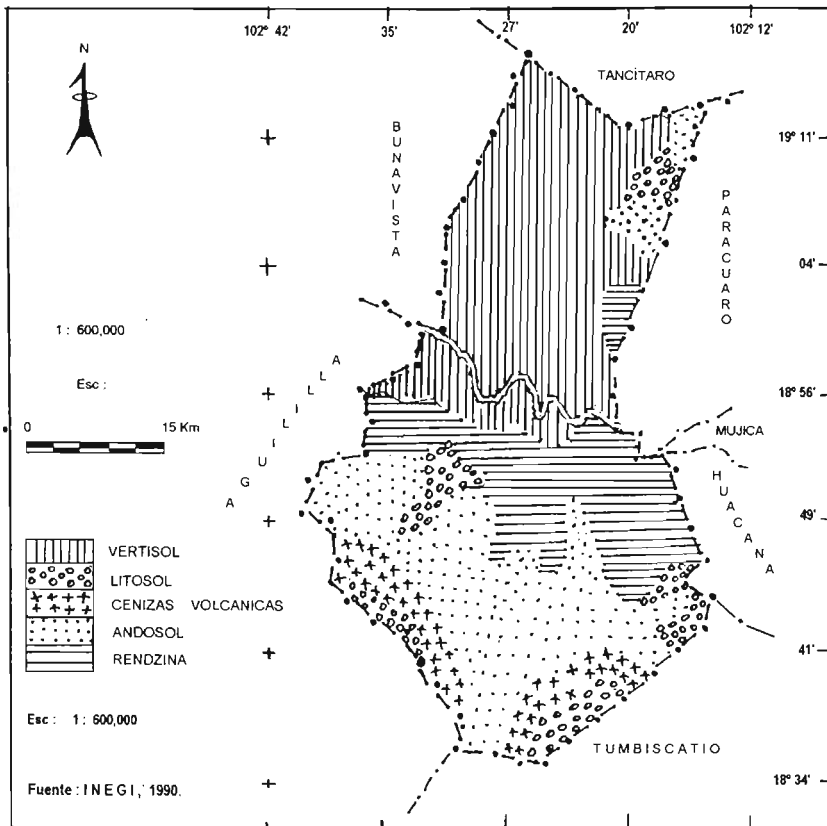 102° 42'
35'
27'
20'
102° 12'
N
TANCÍTARO
BUNAVISTA
19° 11'
PARACUARO
04'
1 : 600,000
Esc :
AGUILILLA
18° 56'
0 15 Km
MUJICA
HUACANA
49'
VERTISOL
LITOSOL
CENIZAS VOLCANICAS
ANDOSOL
RENDZINA
41'
Esc : 1 : 600,000
TUMBISCATIO
18° 34'
Fuente : INEGI, 1990.